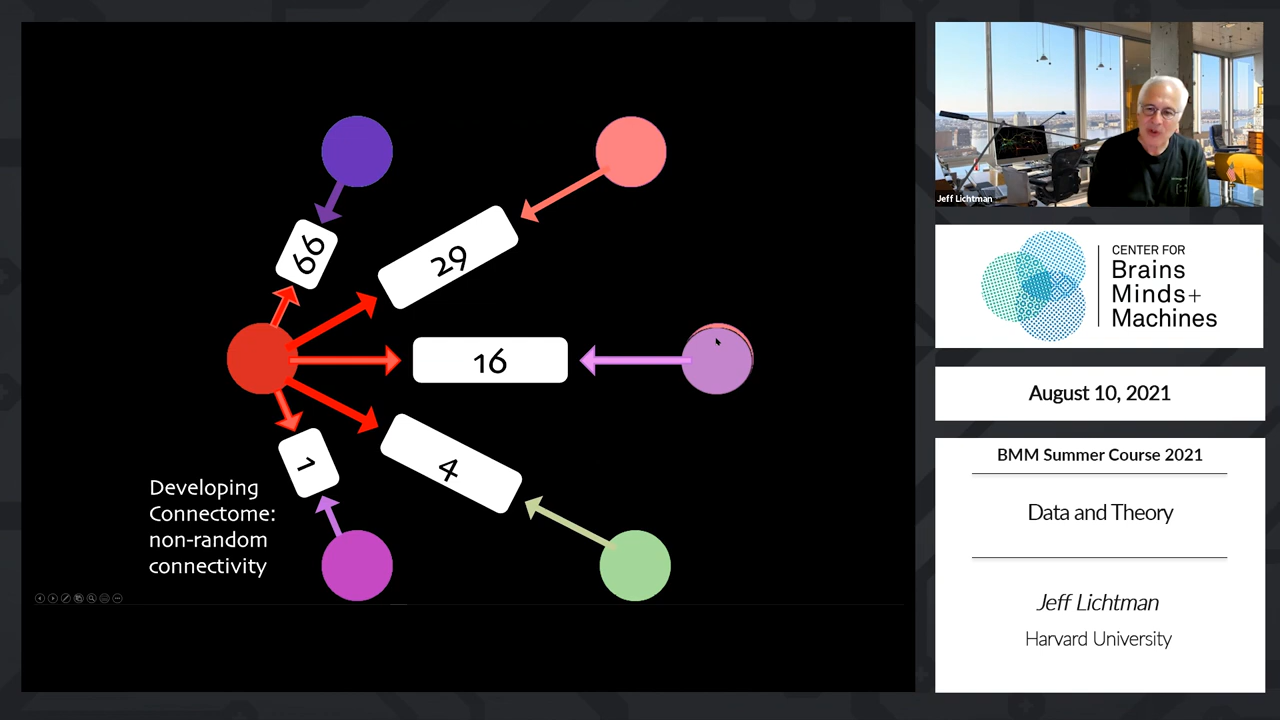 66
29
16
4
1
Developing
Connectome:
non-random
connectivity
Jeff Lichtman
CENTER FOR
Brains
Minds+
Machines
August 10, 2021
BMM Summer Course 2021
Data and Theory
Jeff Lichtman
Harvard University